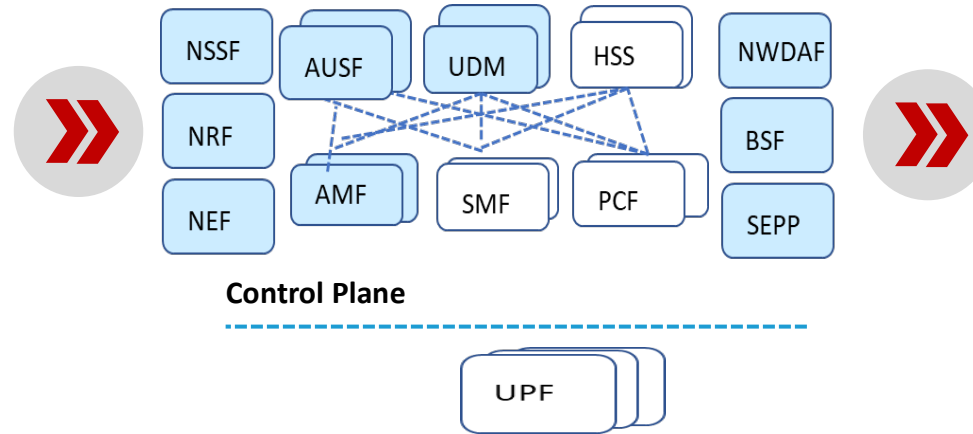 NSSF
AUSF
UDM
HSS
NWDAF
NRF
BSF
NEF
AMF
SMF
PCF
SEPP
Control Plane
UPF